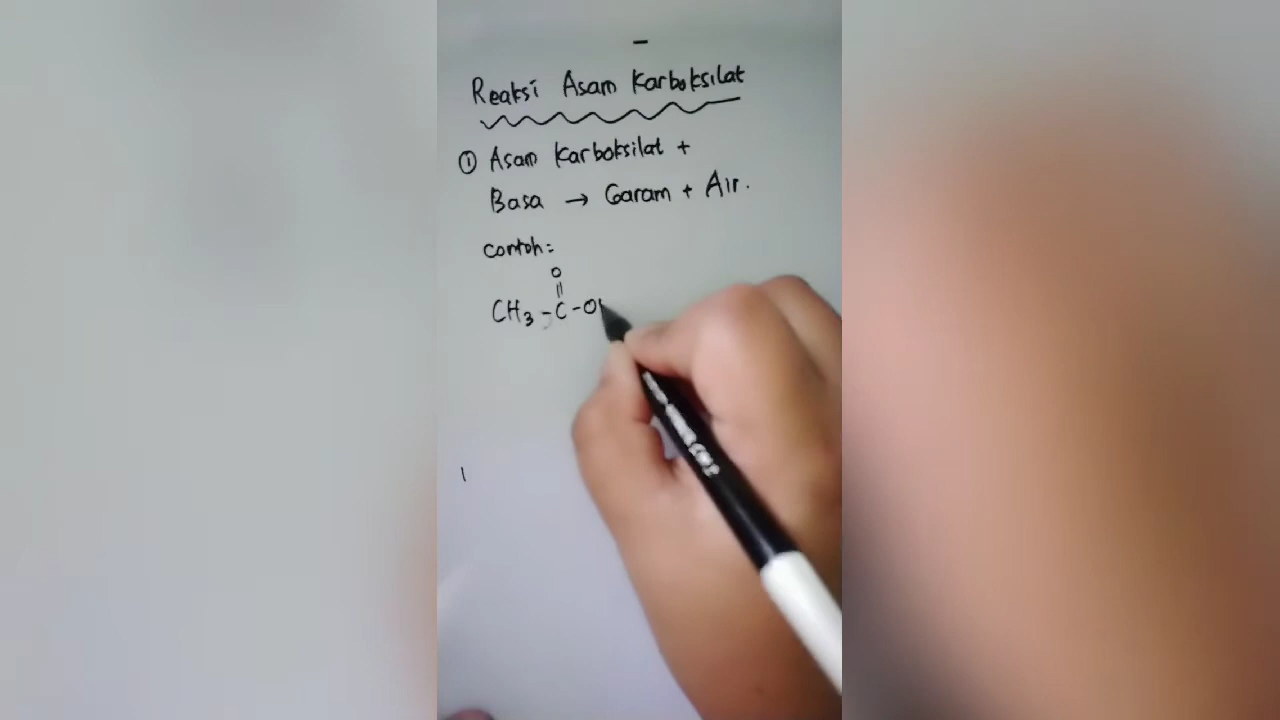 Reaksi Asam Karboksilat
① Asam Karboksilat +
Basa → Garam + Air.
Contoh:
O
||
CH₃ - C - O